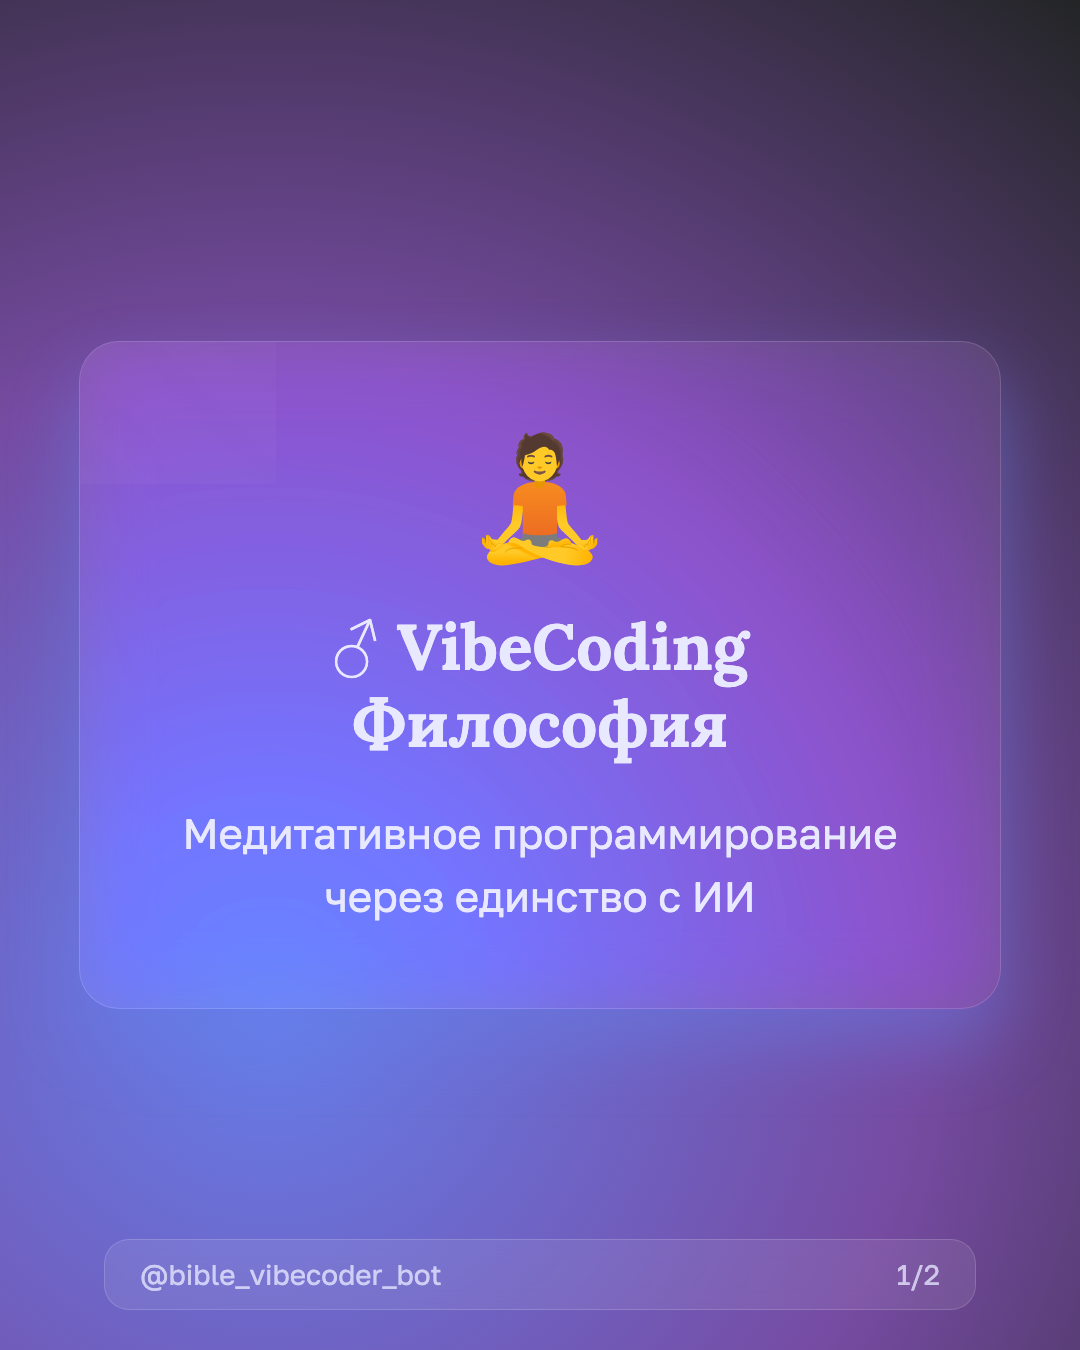 ♂ VibeCoding
Философия
Медитативное программирование
через единство с ИИ
@bible_vibecoder_bot
1/2